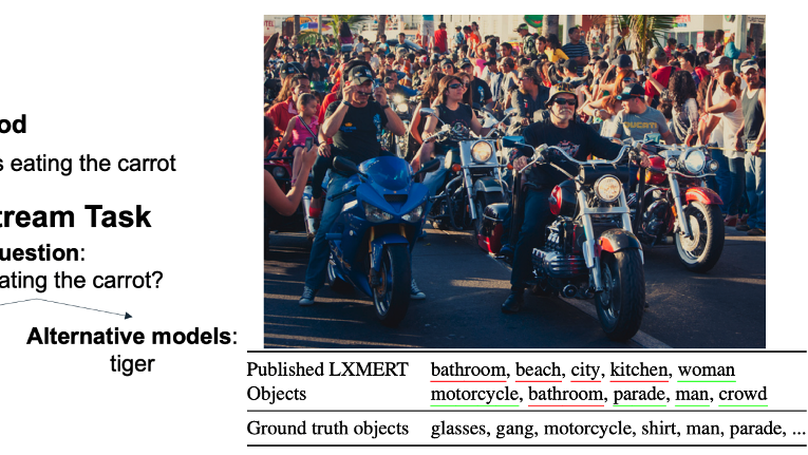 od
s eating the carrot
tream Task
uestion:
ating the carrot?
Alternative models:
tiger
DUCATI
Published LXMERT bathroom, beach, city, kitchen, woman
Objects motorcycle, bathroom, parade, man, crowd
Ground truth objects glasses, gang, motorcycle, shirt, man, parade, ...